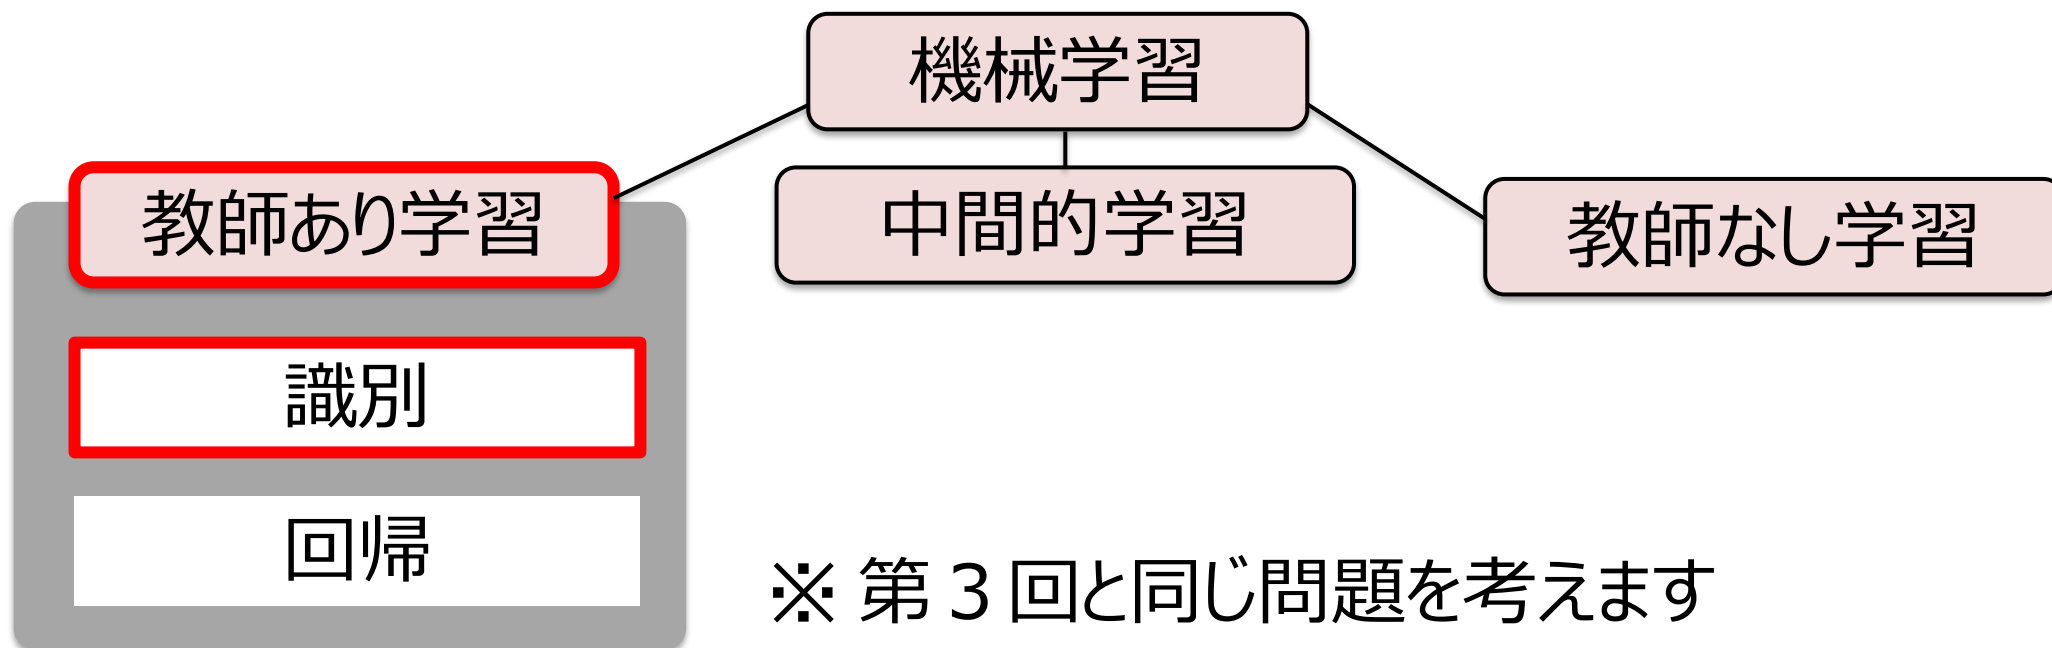 機械学習
教師あり学習
中間的学習
教師なし学習
識別
回帰
※ 第 3 回と同じ問題を考えます